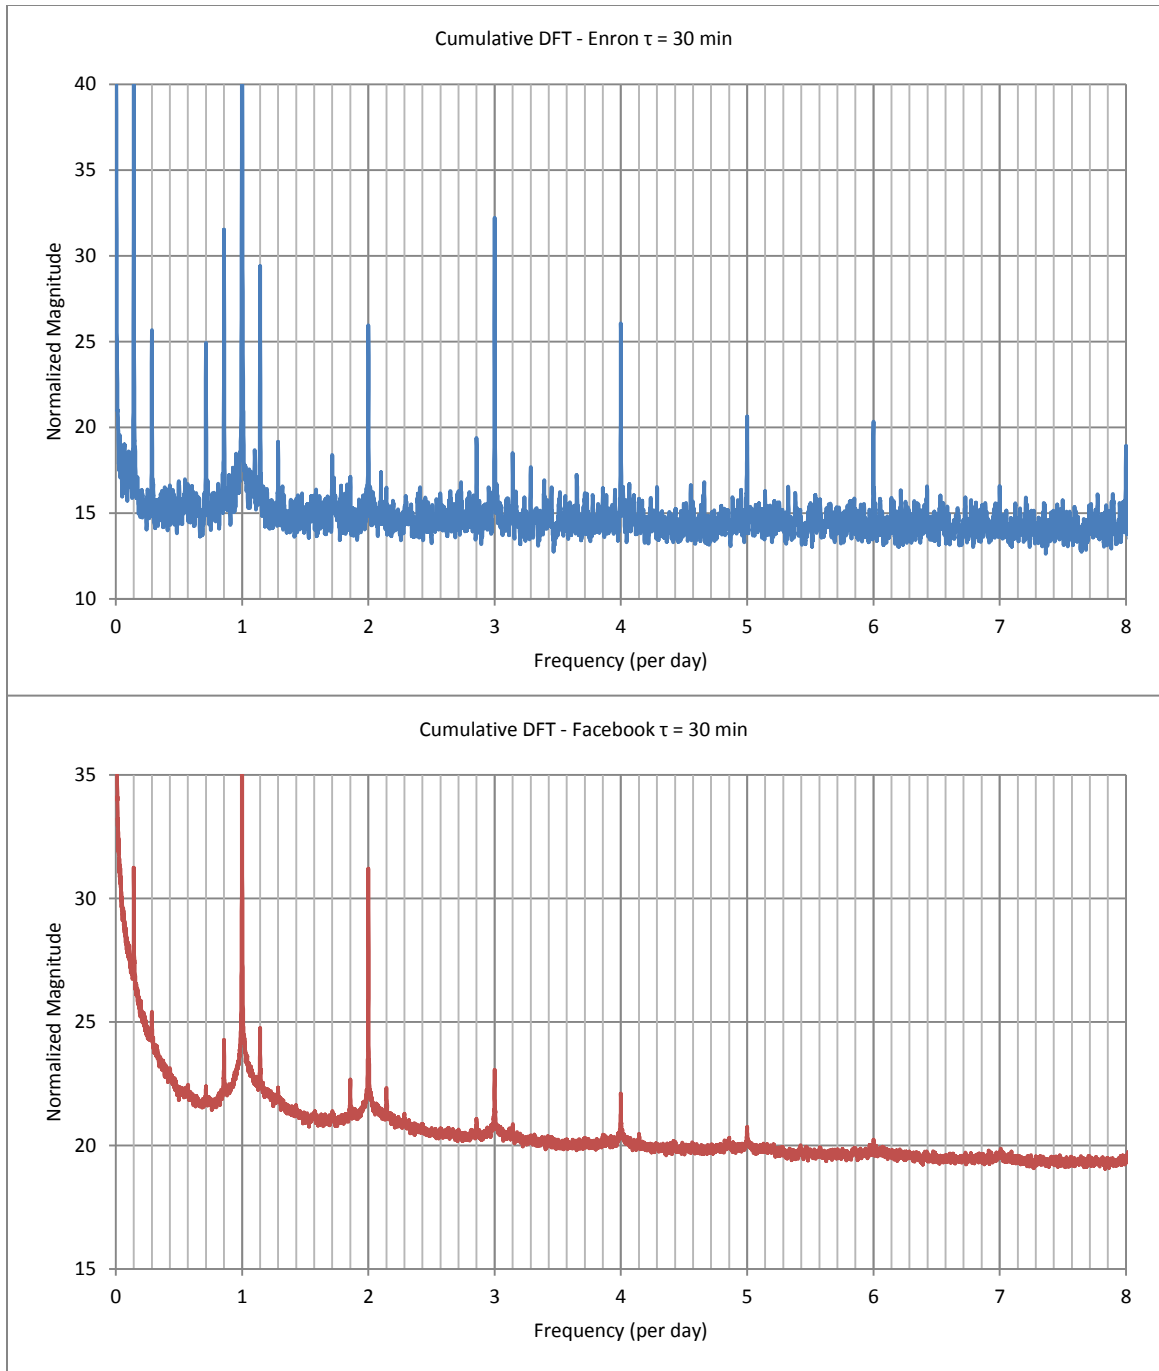 Cumulative DFT - Enron τ = 30 min
40
35
30
25
20
15
10
Normalized Magnitude
0 1 2 3 4 5 6 7 8
Frequency (per day)
Cumulative DFT - Facebook τ = 30 min
35
30
25
20
15
Normalized Magnitude
0 1 2 3 4 5 6 7 8
Frequency (per day)